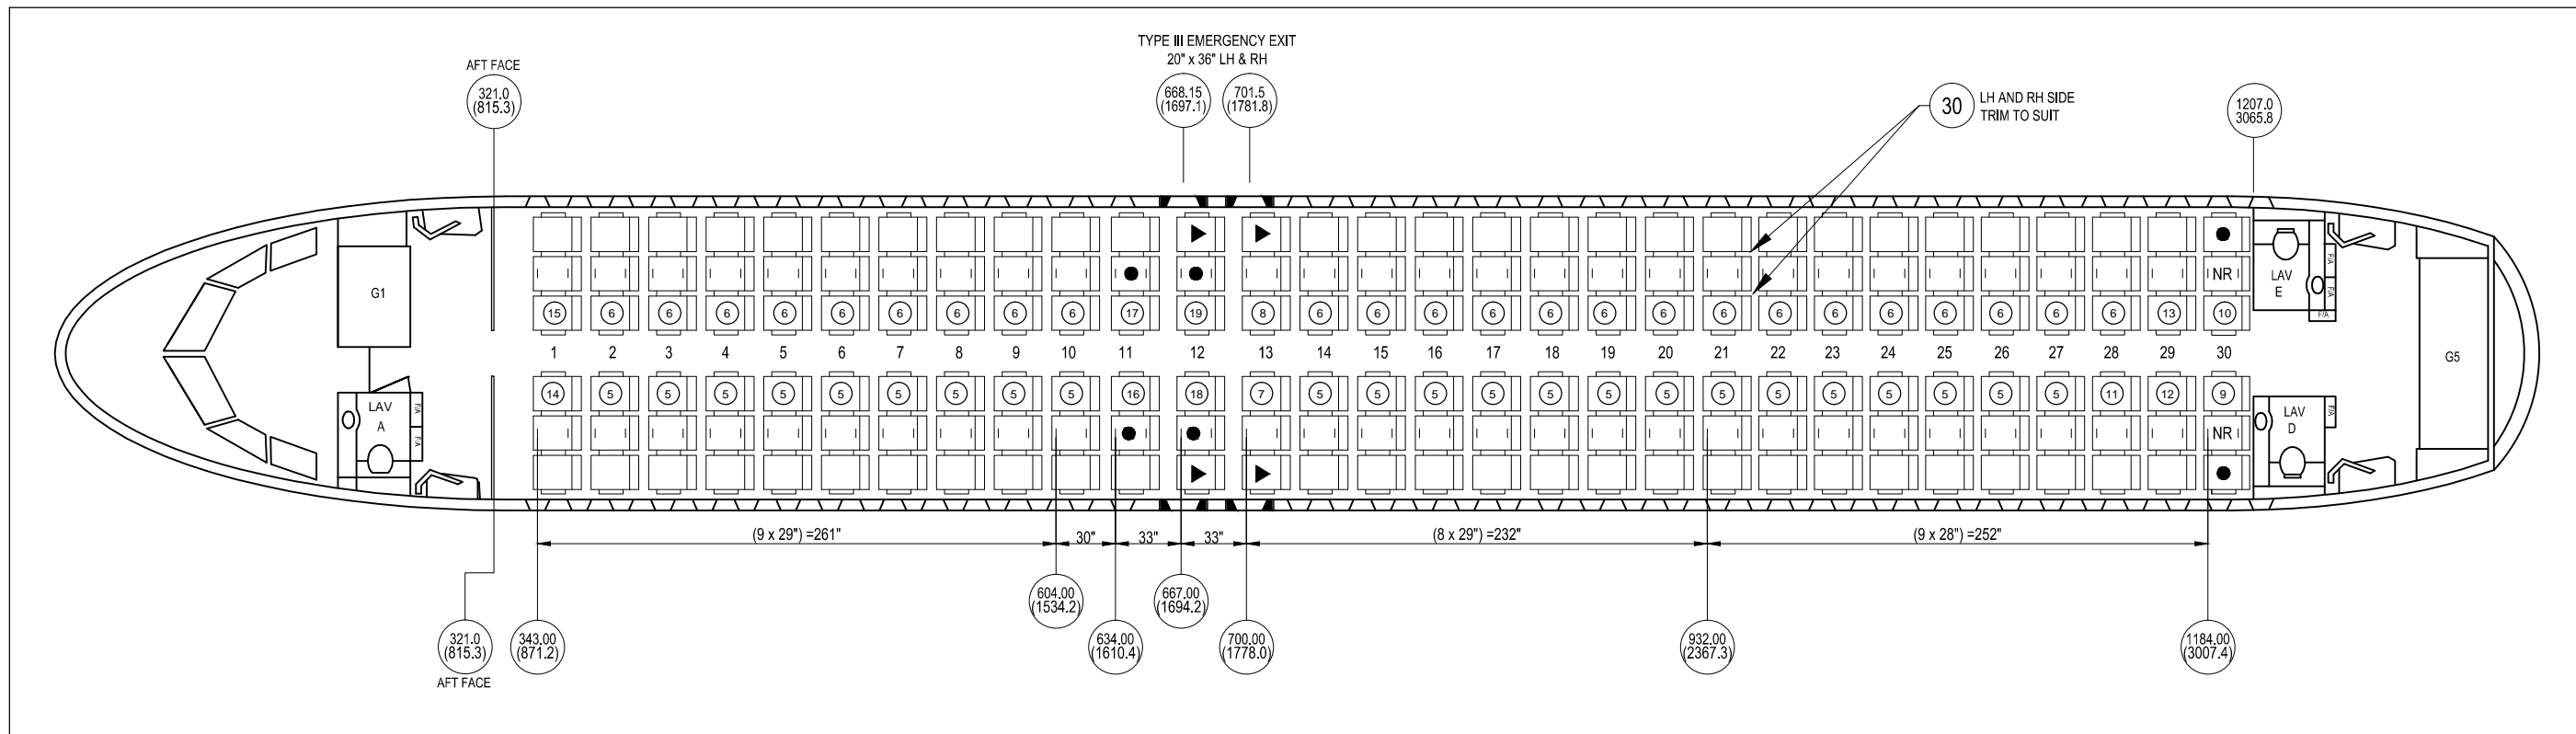 TYPE III EMERGENCY EXIT
20" x 36" LH & RH
AFT FACE
321.0
(815.3)
668.15
(1697.1)
701.5
(1781.8)
30
LH AND RH SIDE
TRIM TO SUIT
1207.0
3065.8
G1
LAV
A
F/A
F/A
NR
LAV
E
F/A
F/A
F/A
15 6 6 6 6 6 6 6 6 6 17 19 8 6 6 6 6 6 6 6 6 6 6 6 6 6 6 6 13 10
1 2 3 4 5 6 7 8 9 10 11 12 13 14 15 16 17 18 19 20 21 22 23 24 25 26 27 28 29 30
G5
14 5 5 5 5 5 5 5 5 5 16 18 7 5 5 5 5 5 5 5 5 5 5 5 5 5 5 11 12 9
NR
LAV
D
F/A
(9 x 29") =261"
30"
33"
33"
(8 x 29") =232"
(9 x 28") =252"
604.00
(1534.2)
667.00
(1694.2)
321.0
(815.3)
AFT FACE
343.00
(871.2)
634.00
(1610.4)
700.00
(1778.0)
932.00
(2367.3)
1184.00
(3007.4)